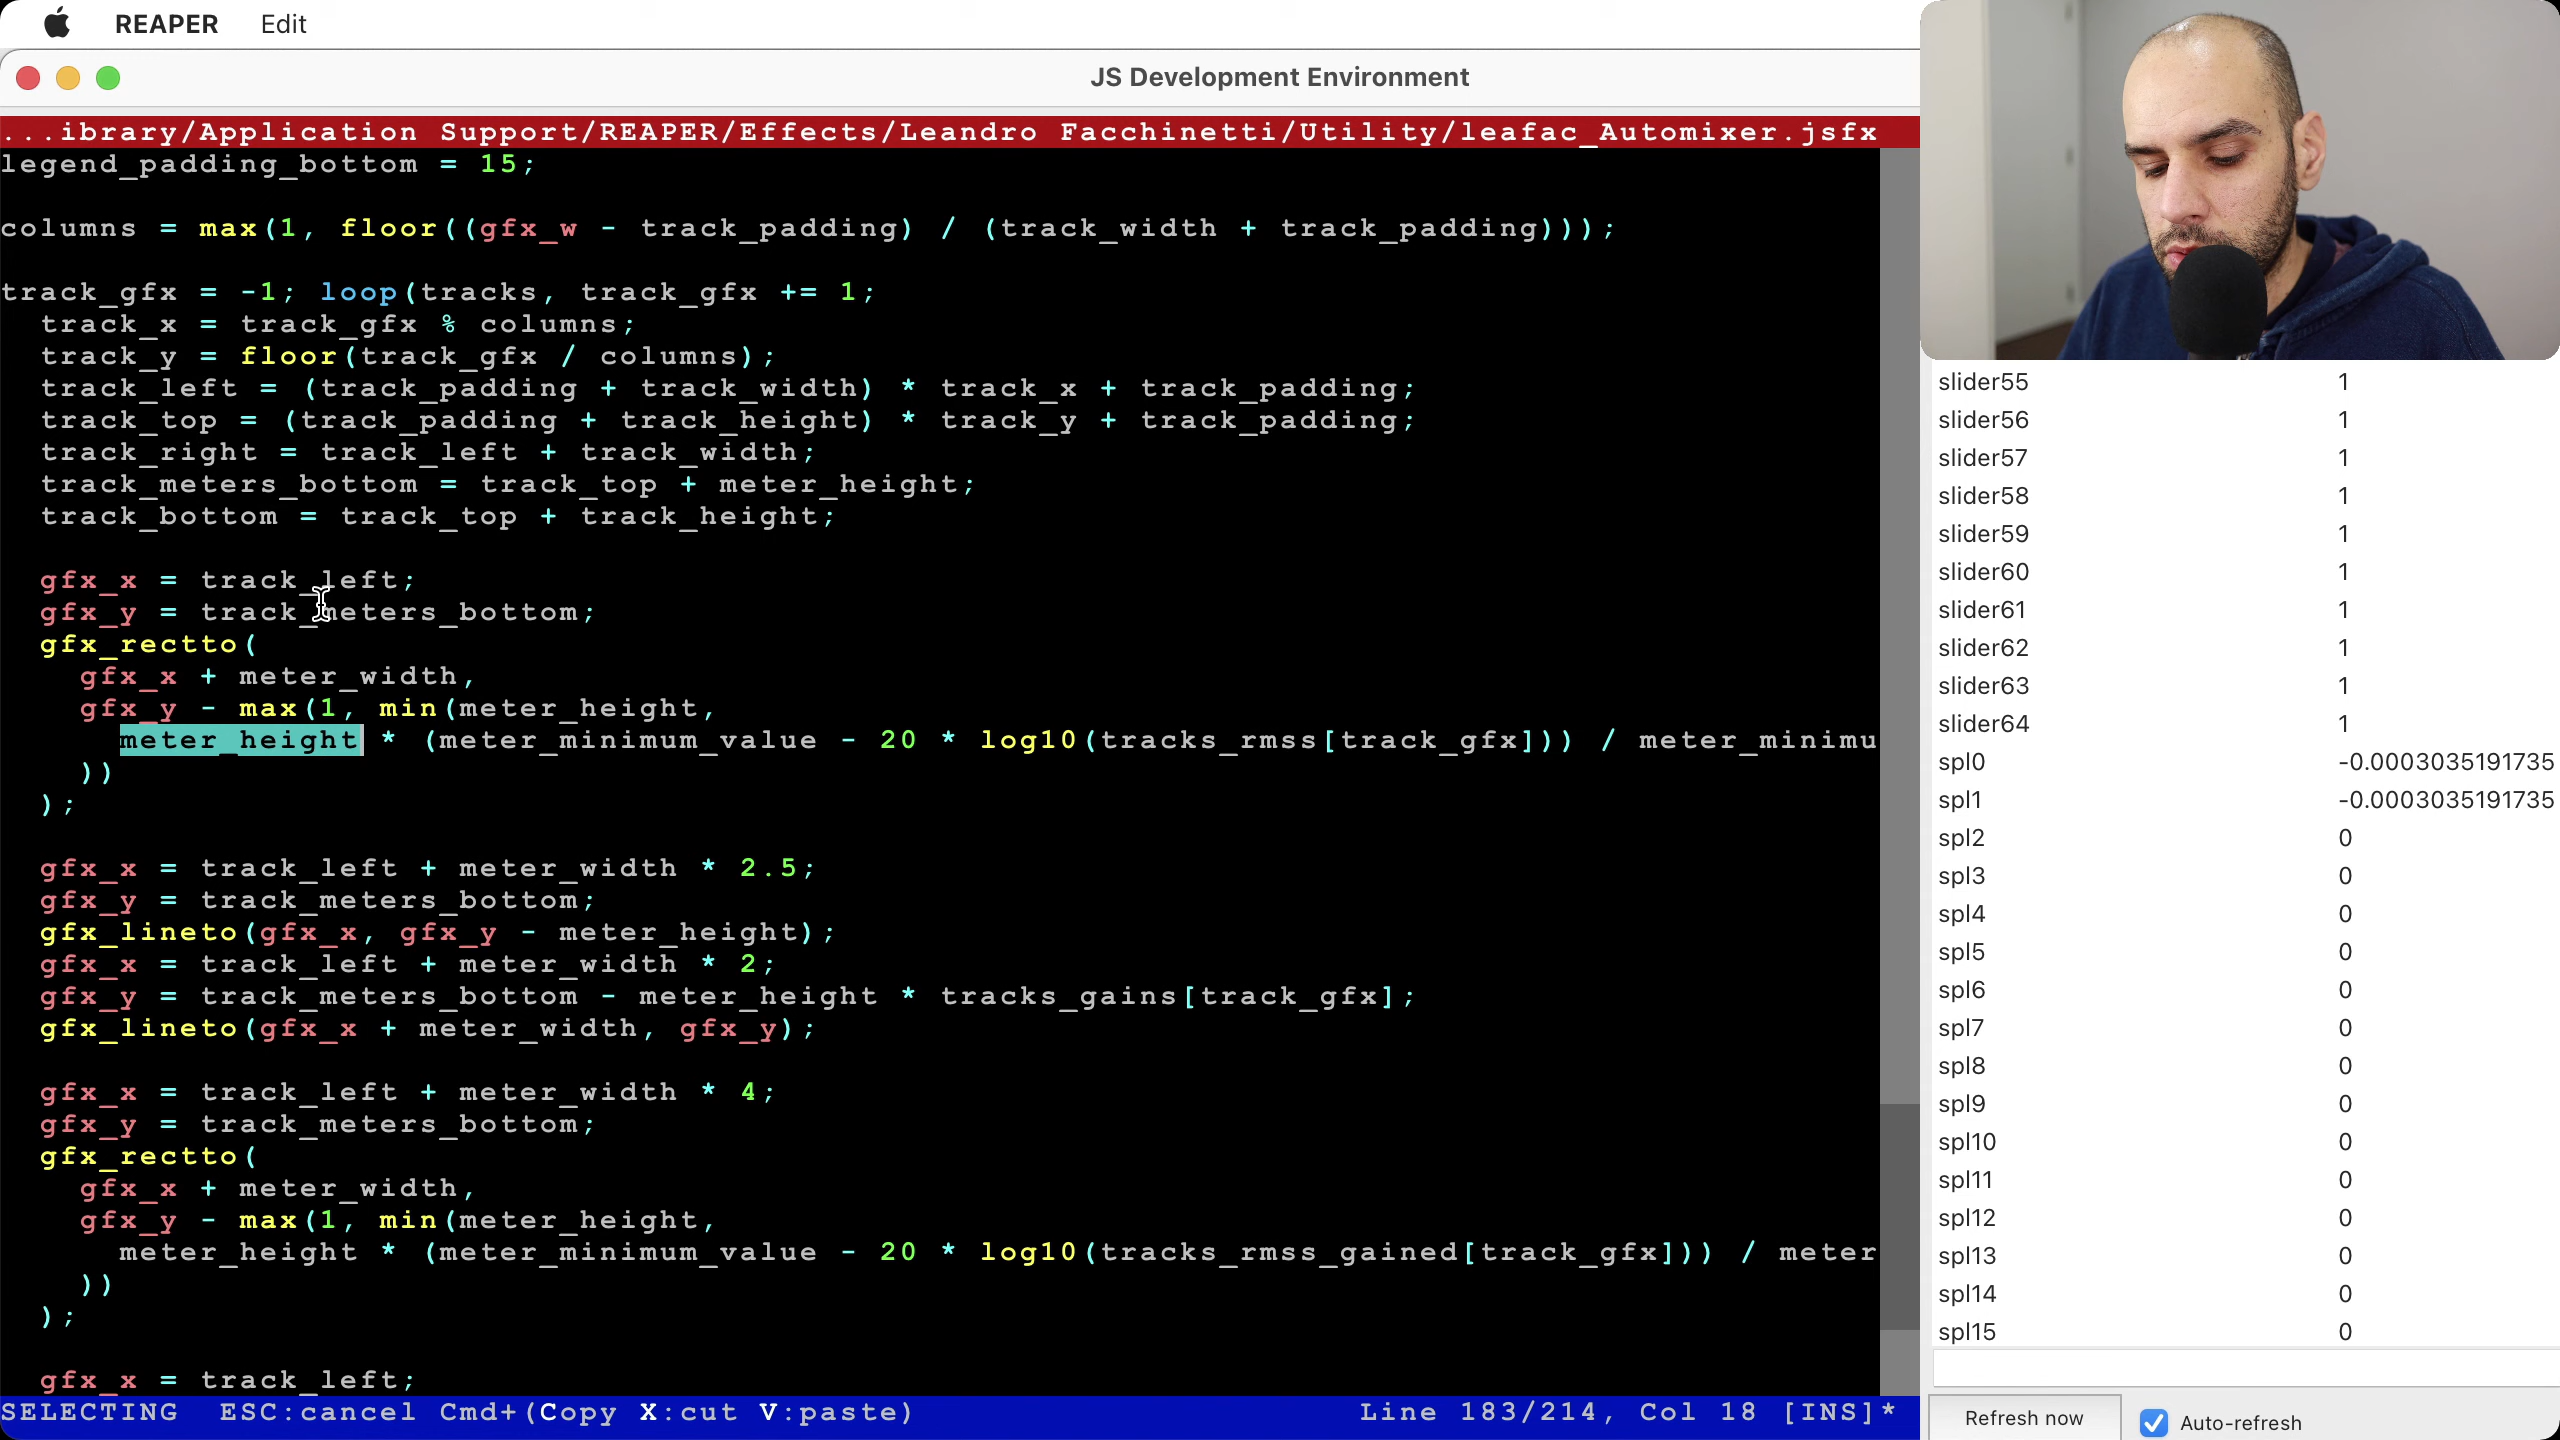 REAPER Edit
JS Development Environment
...ibrary/Application Support/REAPER/Effects/Leandro Facchinetti/Utility/leafac_Automixer.jsfx
legend_padding_bottom = 15;
columns = max(1, floor((gfx_w - track_padding) / (track_width + track_padding)));
track_gfx = -1; loop(tracks, track_gfx += 1;
track_x = track_gfx % columns;
track_y = floor(track_gfx / columns);
track_left = (track_padding + track_width) * track_x + track_padding;
track_top = (track_padding + track_height) * track_y + track_padding;
track_right = track_left + track_width;
track_meters_bottom = track_top + meter_height;
track_bottom = track_top + track_height;
gfx_x = track_left;
gfx_y = track_meters_bottom;
gfx_rectto(
gfx_x + meter_width,
gfx_y - max(1, min(meter_height,
meter_height * (meter_minimum_value - 20 * log10(tracks_rmss[track_gfx])) / meter_minimu
))
);
gfx_x = track_left + meter_width * 2.5;
gfx_y = track_meters_bottom;
gfx_lineto(gfx_x, gfx_y - meter_height);
gfx_x = track_left + meter_width * 2;
gfx_y = track_meters_bottom - meter_height * tracks_gains[track_gfx];
gfx_lineto(gfx_x + meter_width, gfx_y);
gfx_x = track_left + meter_width * 4;
gfx_y = track_meters_bottom;
gfx_rectto(
gfx_x + meter_width,
gfx_y - max(1, min(meter_height,
meter_height * (meter_minimum_value - 20 * log10(tracks_rmss_gained[track_gfx])) / meter
))
);
gfx_x = track_left;
SELECTING ESC:cancel Cmd+(Copy X:cut V:paste) Line 183/214, Col 18 [INS]*
slider55 1
slider56 1
slider57 1
slider58 1
slider59 1
slider60 1
slider61 1
slider62 1
slider63 1
slider64 1
spl0 -0.0003035191735
spl1 -0.0003035191735
spl2 0
spl3 0
spl4 0
spl5 0
spl6 0
spl7 0
spl8 0
spl9 0
spl10 0
spl11 0
spl12 0
spl13 0
spl14 0
spl15 0
Refresh now Auto-refresh